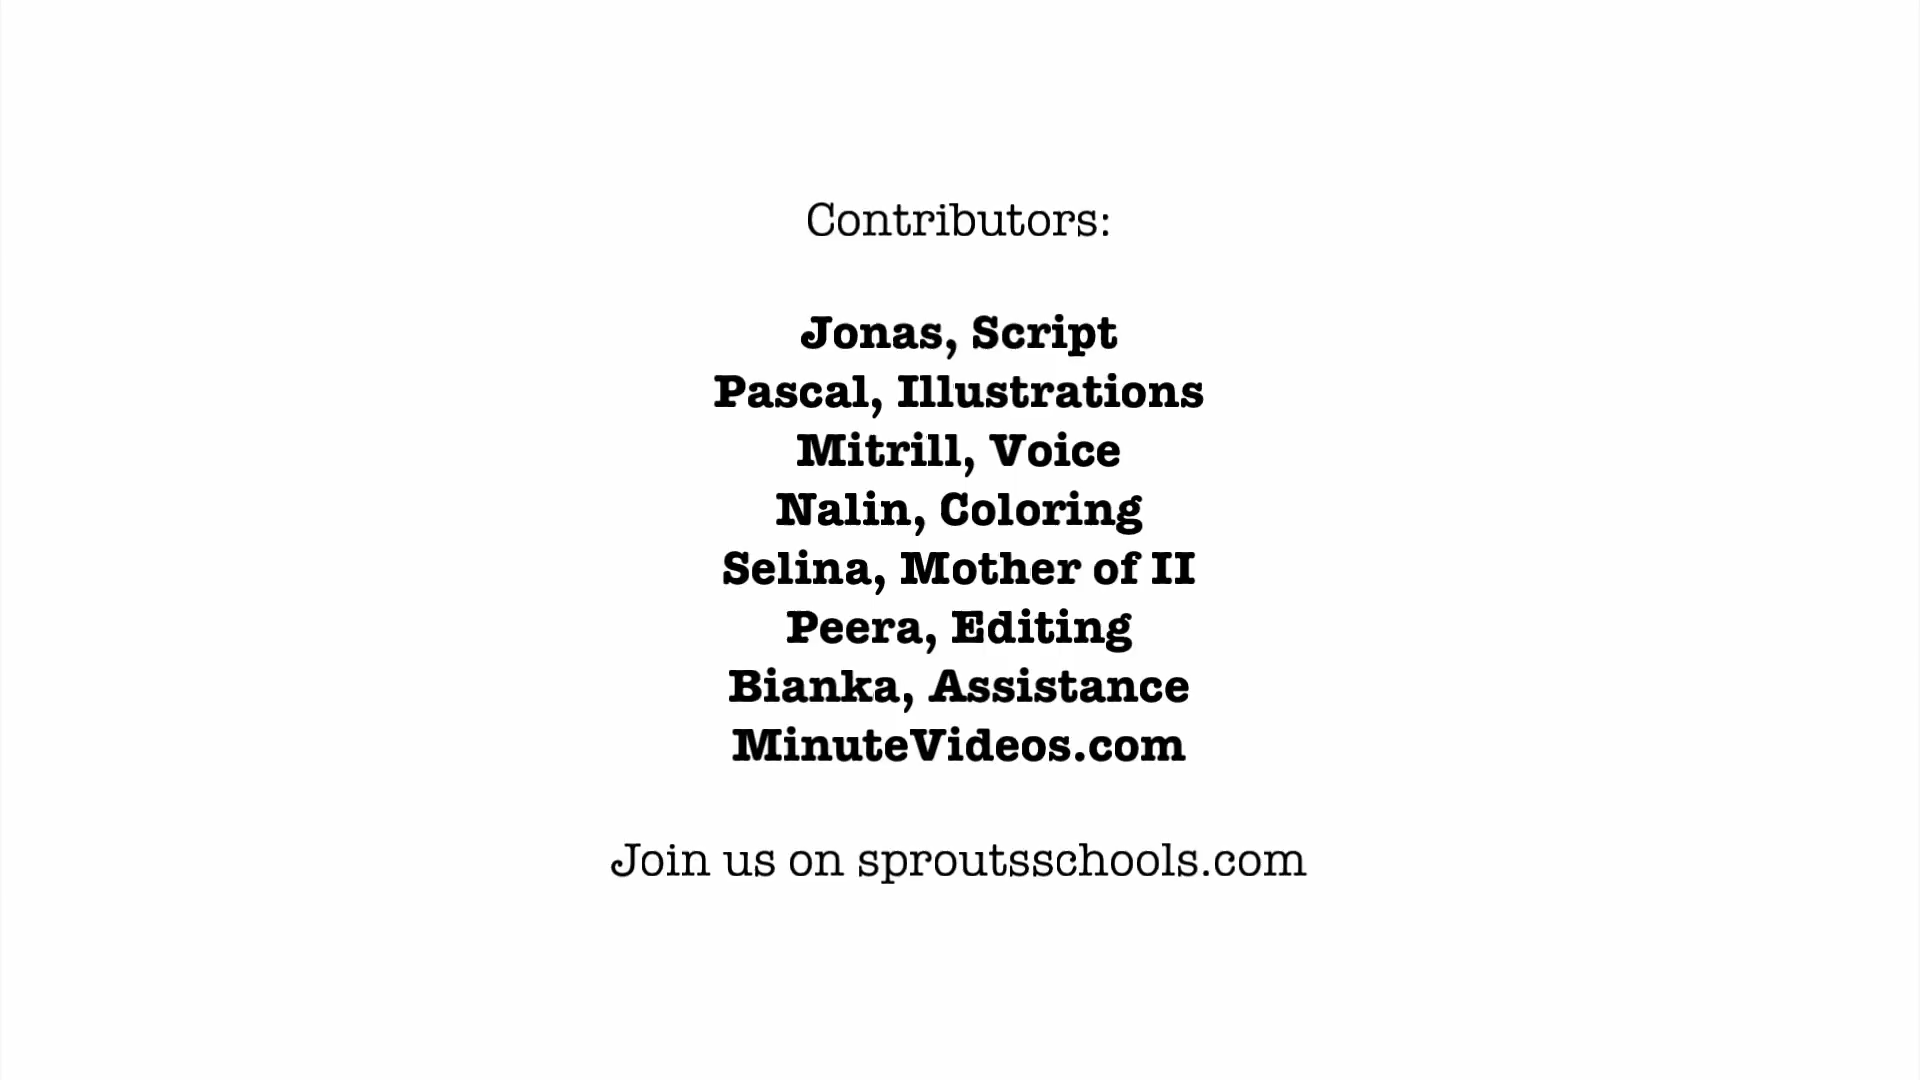 Contributors:
Jonas, Script
Pascal, Illustrations
Mitrill, Voice
Nalin, Coloring
Selina, Mother of II
Peera, Editing
Bianka, Assistance
MinuteVideos.com
Join us on sproutsschools.com